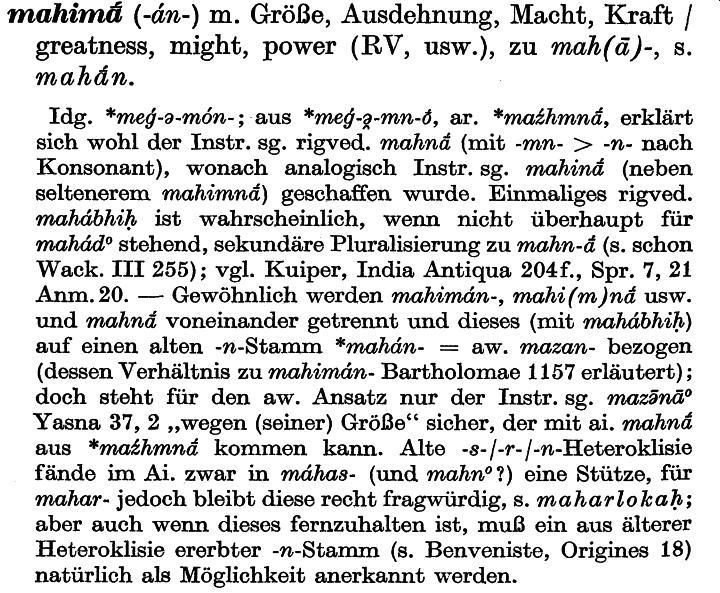 mahimā́ (-án-) m. Größe, Ausdehnung, Macht, Kraft /
greatness, might, power (RV, usw.), zu mah(ā)-, s.
mahā́n.
Idg. *meǵ-ə-món-; aus *meǵ-ə̯-mn-ó, ar. *maźhmnā́, erklärt
sich wohl der Instr. sg. rigved. mahnā́ (mit -mn- > -n- nach
Konsonant), wonach analogisch Instr. sg. mahinā́ (neben
seltenerem mahimnā́) geschaffen wurde. Einmaliges rigved.
mahábhiḥ ist wahrscheinlich, wenn nicht überhaupt für
mahádº stehend, sekundäre Pluralisierung zu mahn-ā́ (s. schon
Wack. III 255); vgl. Kuiper, India Antiqua 204f., Spr. 7, 21
Anm. 20. — Gewöhnlich werden mahimán-, mahi(m)nā́ usw.
und mahnā́ voneinander getrennt und dieses (mit mahábhiḥ)
auf einen alten -n-Stamm *mahán- = aw. mazan- bezogen
(dessen Verhältnis zu mahimán- Bartholomae 1157 erläutert);
doch steht für den aw. Ansatz nur der Instr. sg. mazə̄nāº
Yasna 37, 2 „wegen (seiner) Größe“ sicher, der mit ai. mahnā́
aus *maźhmnā́ kommen kann. Alte -s-/-r-/-n-Heteroklisie
fände im Ai. zwar in máhas- (und mahnº?) eine Stütze, für
mahar- jedoch bleibt diese recht fragwürdig, s. maharlokaḥ;
aber auch wenn dieses fernzuhalten ist, muß ein aus älterer
Heteroklisie ererbter -n-Stamm (s. Benveniste, Origines 18)
natürlich als Möglichkeit anerkannt werden.